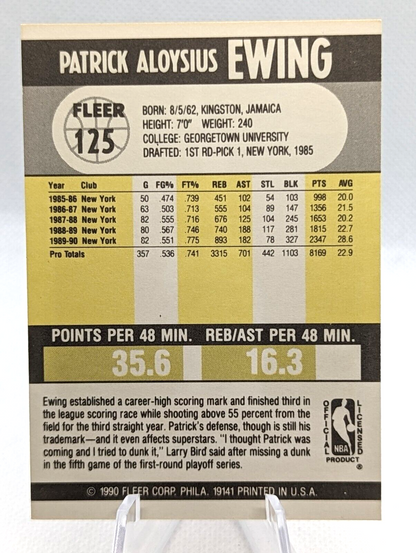 PATRICK ALOYSIUS EWING
FLEER
125
BORN: 8/5/62, KINGSTON, JAMAICA
HEIGHT: 7'0" WEIGHT: 240
COLLEGE: GEORGETOWN UNIVERSITY
DRAFTED: 1ST RD-PICK 1, NEW YORK, 1985
Year Club G FG% FT% REB AST STL BLK PTS AVG
1985-86 New York 50 .474 .739 451 102 54 103 998 20.0
1986-87 New York 63 .503 .713 555 104 89 147 1356 21.5
1987-88 New York 82 .555 .716 676 125 104 245 1653 20.2
1988-89 New York 80 .567 .746 740 188 117 281 1815 22.7
1989-90 New York 82 .551 .775 893 182 78 327 2347 28.6
Pro Totals 357 .536 .741 3315 701 442 1103 8169 22.9
POINTS PER 48 MIN. REB/AST PER 48 MIN.
35.6 16.3
Ewing established a career-high scoring mark and finished third in
the league scoring race while shooting above 55 percent from the
field for the third straight year. Patrick's defense, though is still his
trademark—and it even affects superstars. "I thought Patrick was
coming and I tried to dunk it," Larry Bird said after missing a dunk
in the fifth game of the first-round playoff series.
OFFICIAL
LICENSED
NBA
PRODUCT ®
© 1990 FLEER CORP. PHILA. 19141 PRINTED IN U.S.A.